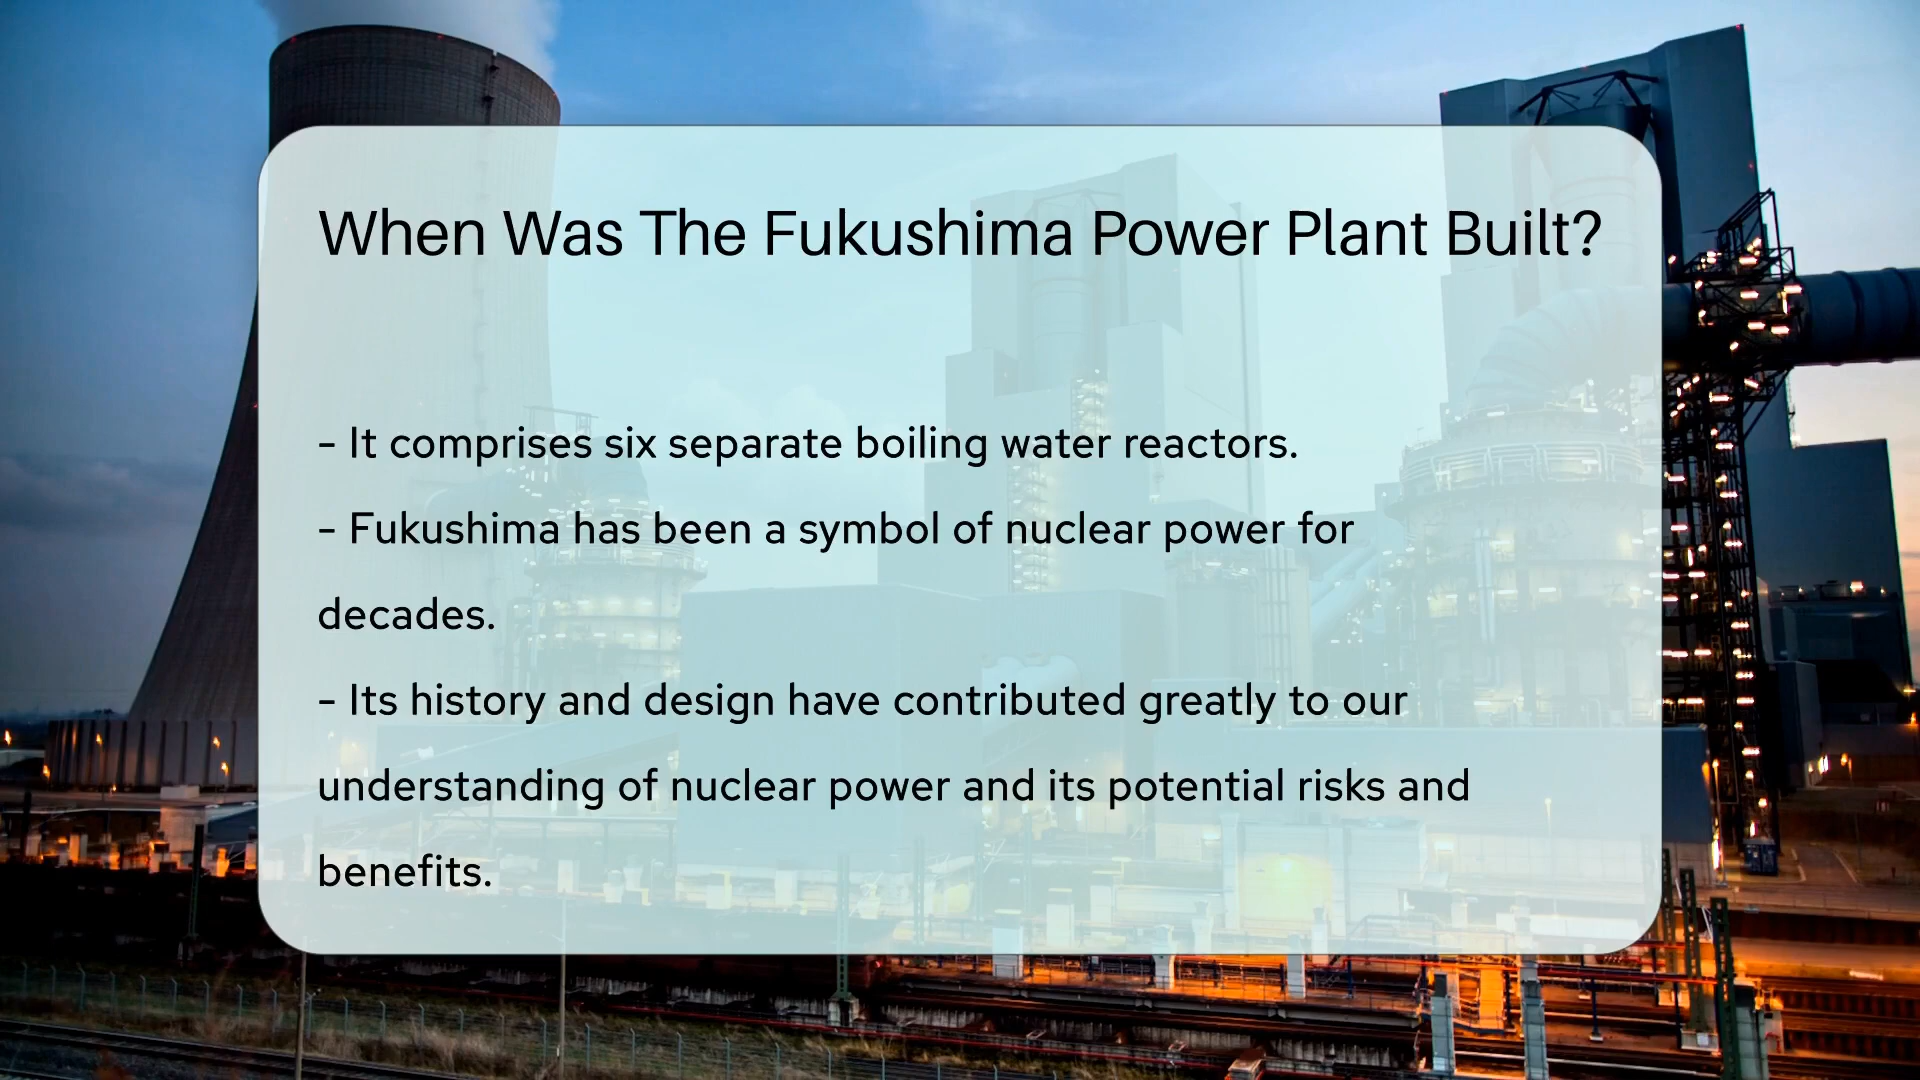 When Was The Fukushima Power Plant Built?
- It comprises six separate boiling water reactors.
- Fukushima has been a symbol of nuclear power for
decades.
- Its history and design have contributed greatly to our
understanding of nuclear power and its potential risks and
benefits.